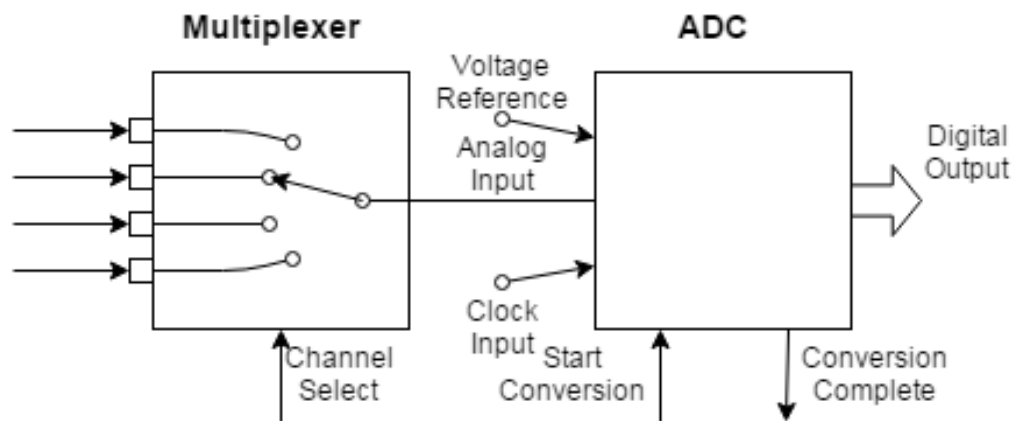 Multiplexer
ADC
Voltage
Reference
Analog
Input
Digital
Output
Clock
Input
Channel
Select
Start
Conversion
Conversion
Complete